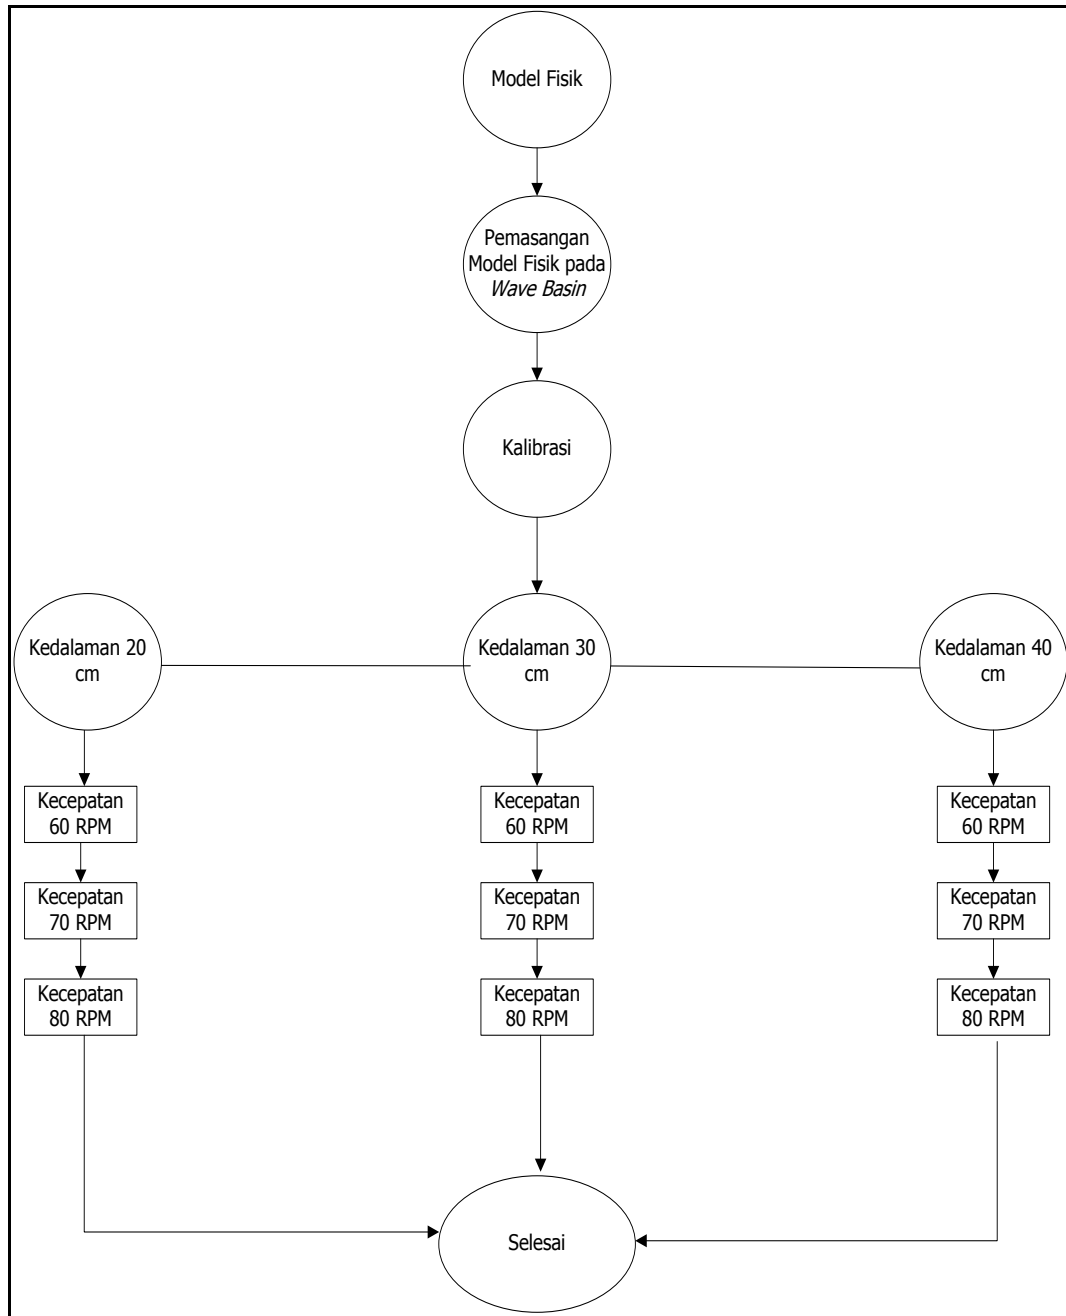 Model Fisik
Pemasangan
Model Fisik pada
Wave Basin
Kalibrasi
Kedalaman 20
cm
Kedalaman 30
cm
Kedalaman 40
cm
Kecepatan
60 RPM
Kecepatan
60 RPM
Kecepatan
60 RPM
Kecepatan
70 RPM
Kecepatan
70 RPM
Kecepatan
70 RPM
Kecepatan
80 RPM
Kecepatan
80 RPM
Kecepatan
80 RPM
Selesai